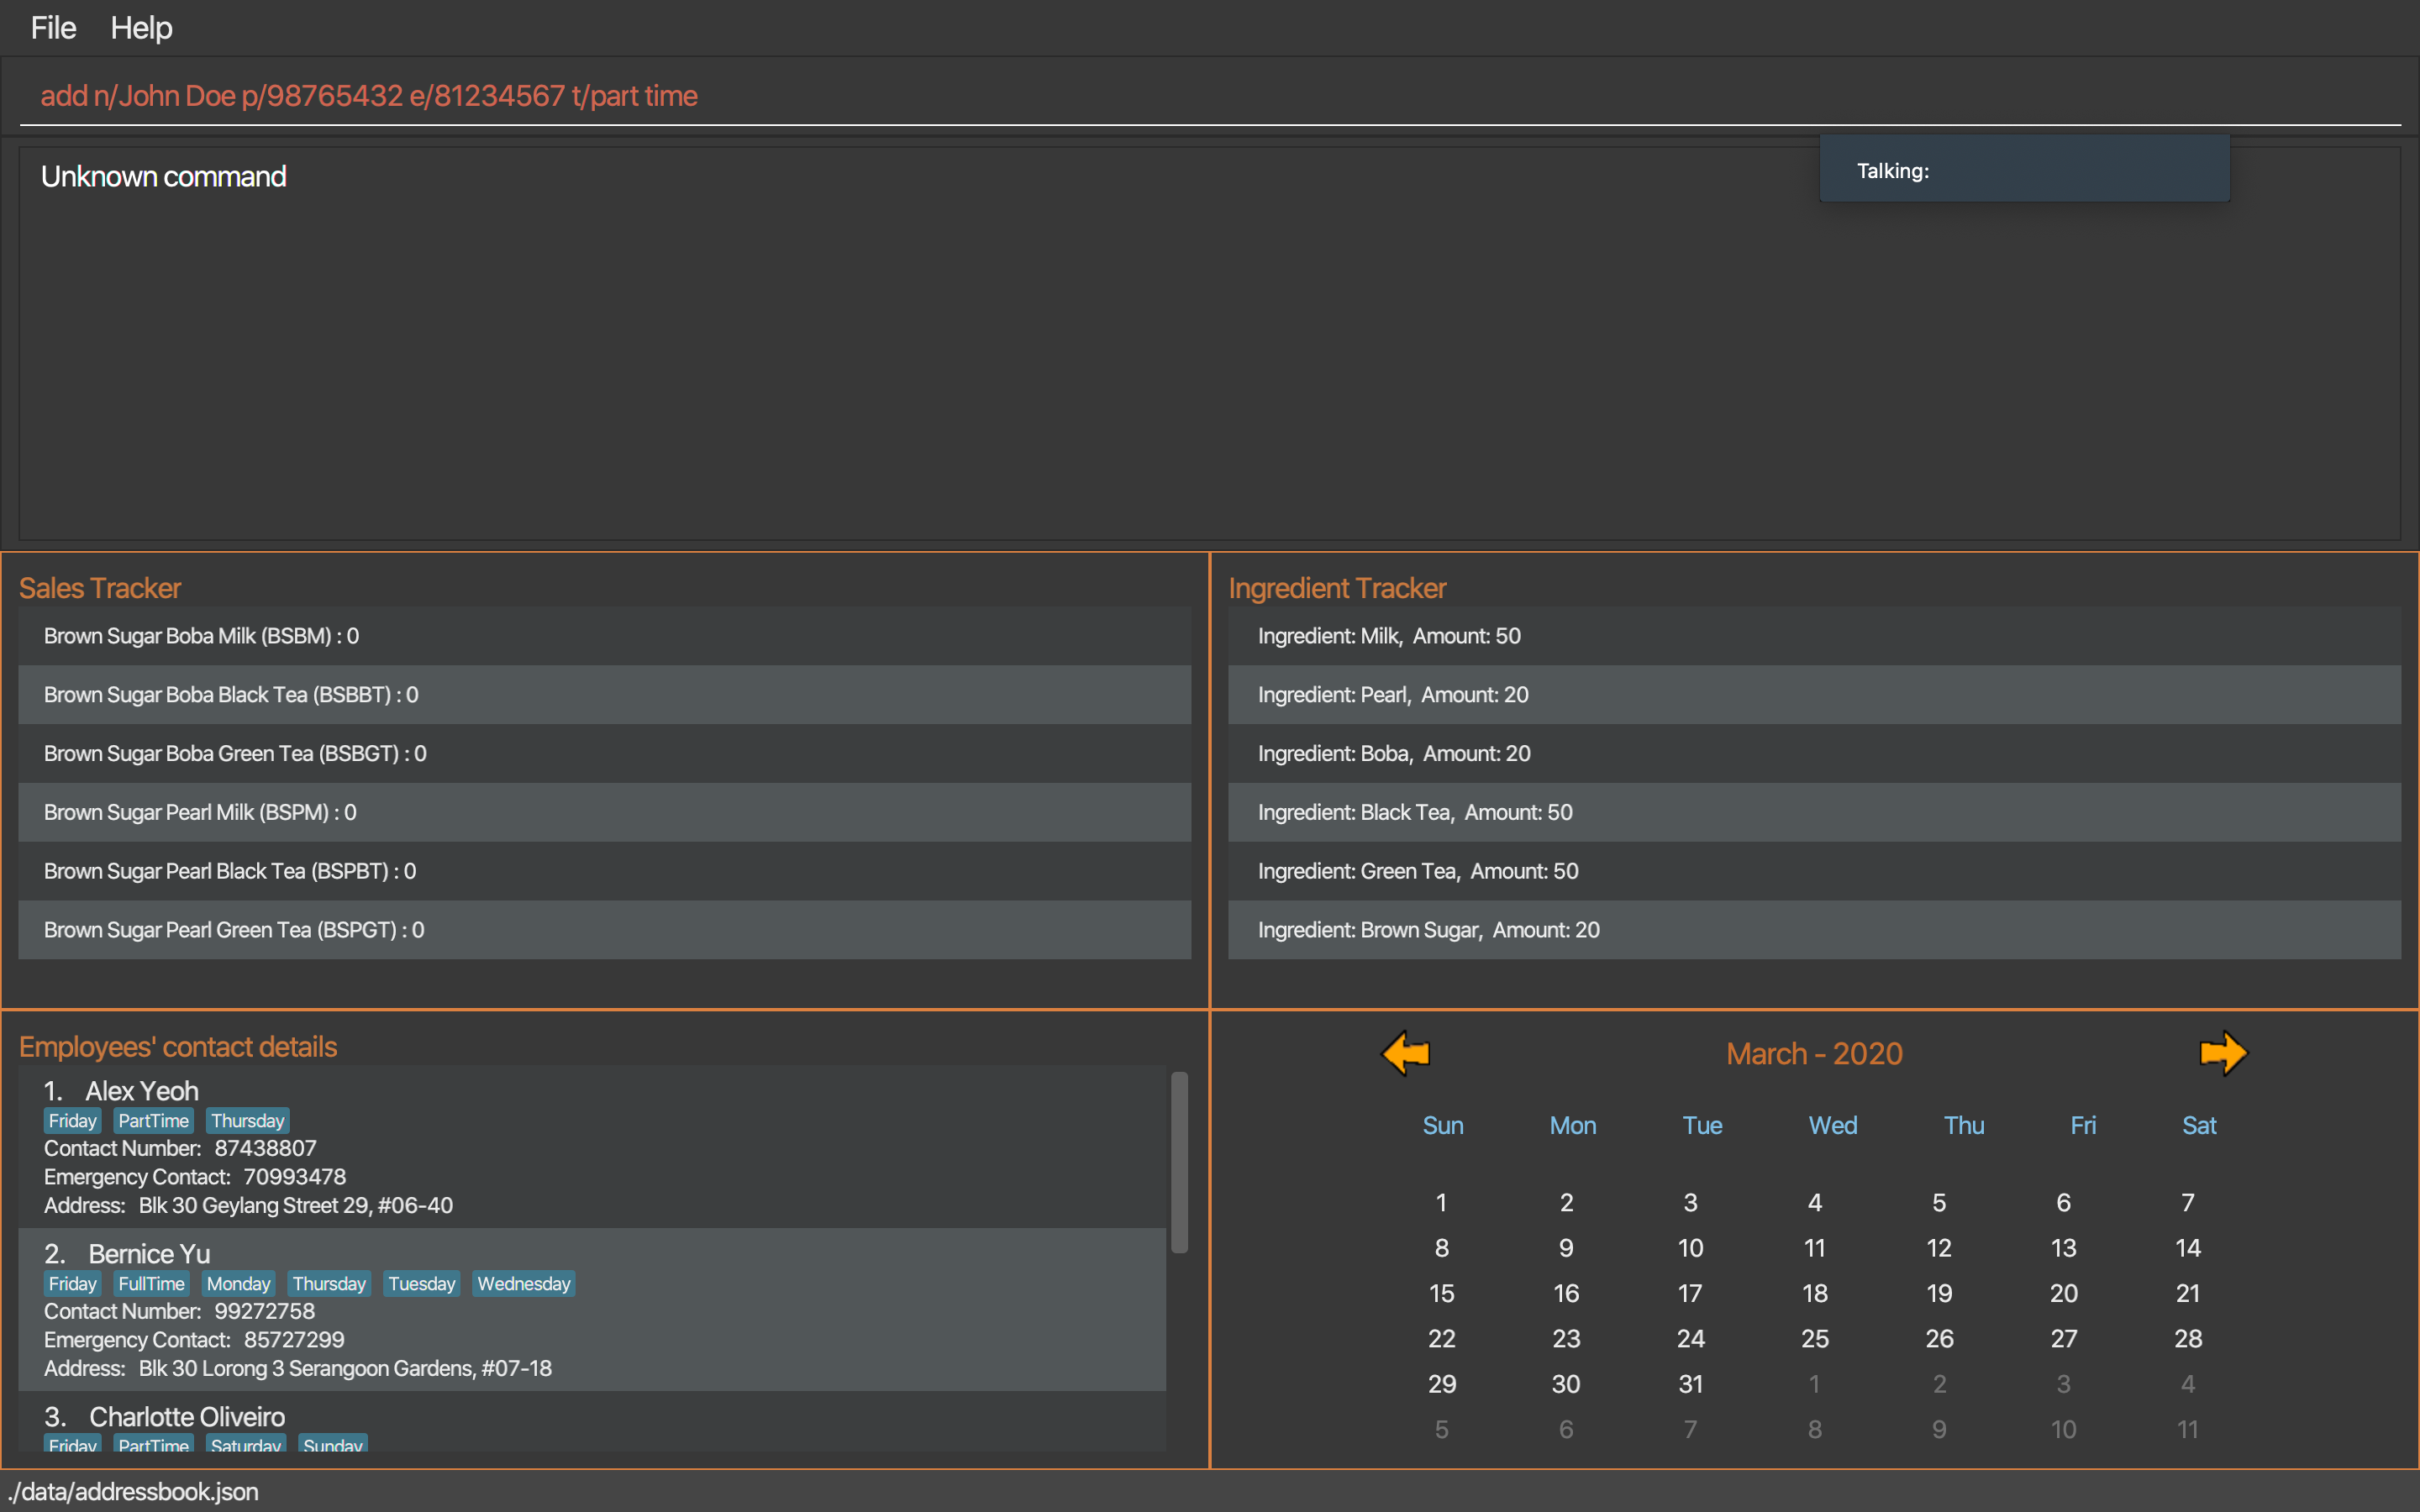 File Help
add n/John Doe p/98765432 e/81234567 t/part time
Talking:
Unknown command
Sales Tracker
Brown Sugar Boba Milk (BSBM) : 0
Brown Sugar Boba Black Tea (BSBBT) : 0
Brown Sugar Boba Green Tea (BSBGT) : 0
Brown Sugar Pearl Milk (BSPM) : 0
Brown Sugar Pearl Black Tea (BSPBT) : 0
Brown Sugar Pearl Green Tea (BSPGT) : 0
Ingredient Tracker
Ingredient: Milk, Amount: 50
Ingredient: Pearl, Amount: 20
Ingredient: Boba, Amount: 20
Ingredient: Black Tea, Amount: 50
Ingredient: Green Tea, Amount: 50
Ingredient: Brown Sugar, Amount: 20
Employees' contact details
1. Alex Yeoh
Friday PartTime Thursday
Contact Number: 87438807
Emergency Contact: 70993478
Address: Blk 30 Geylang Street 29, #06-40
2. Bernice Yu
Friday FullTime Monday Thursday Tuesday Wednesday
Contact Number: 99272758
Emergency Contact: 85727299
Address: Blk 30 Lorong 3 Serangoon Gardens, #07-18
3. Charlotte Oliveiro
Friday PartTime Saturday Sunday
March - 2020
Sun Mon Tue Wed Thu Fri Sat
1 2 3 4 5 6 7
8 9 10 11 12 13 14
15 16 17 18 19 20 21
22 23 24 25 26 27 28
29 30 31 1 2 3 4
5 6 7 8 9 10 11
./data/addressbook.json